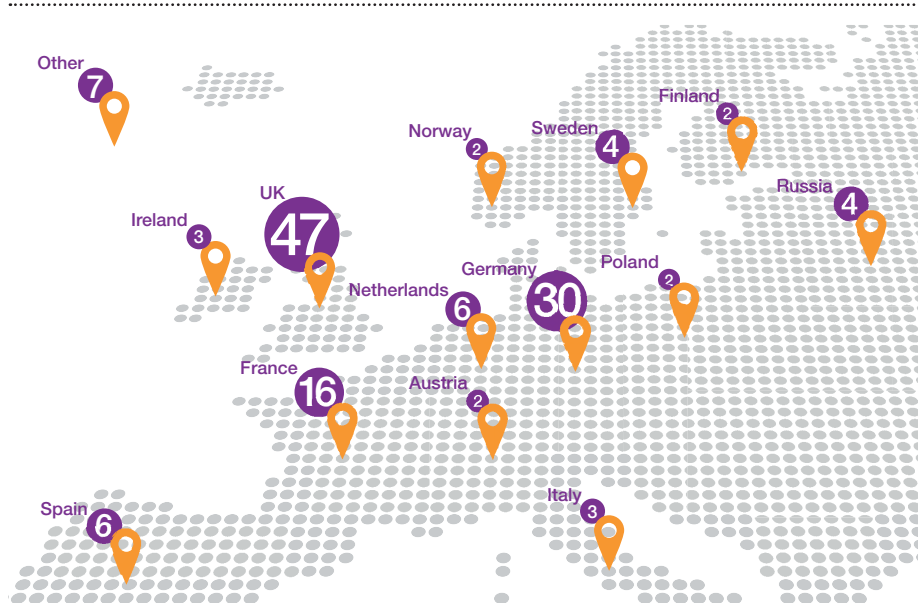 Other
7
Finland
2
Norway
2
Sweden
4
Russia
4
UK
47
Ireland
3
Germany
30
Poland
2
Netherlands
6
France
16
Austria
2
Spain
6
Italy
3